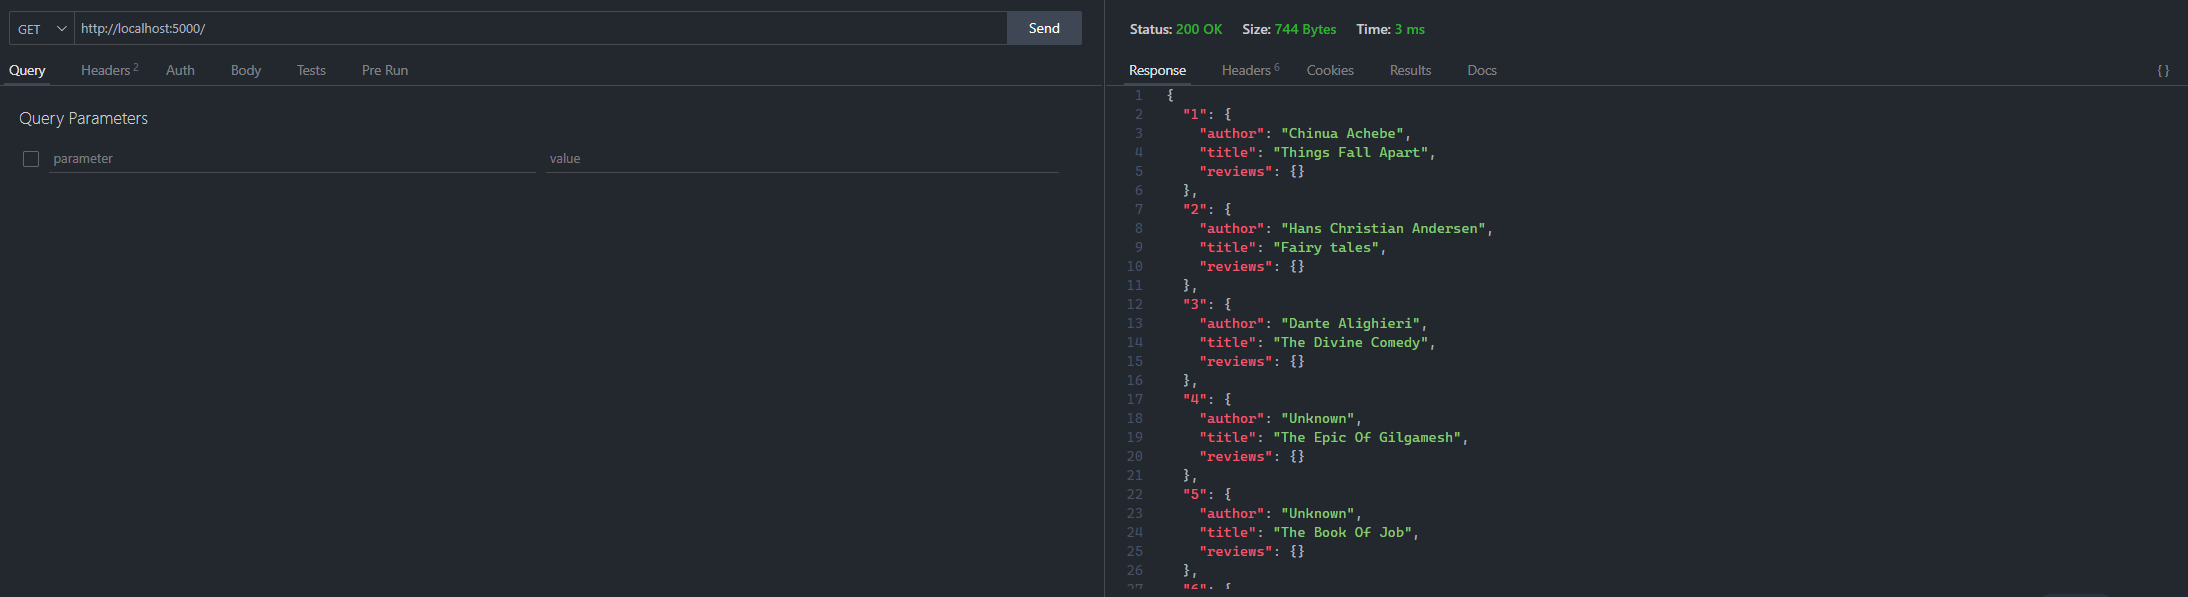 GET http://localhost:5000/ Send
Query Headers 2 Auth Body Tests Pre Run
Query Parameters
parameter value
Status: 200 OK Size: 744 Bytes Time: 3 ms
Response Headers 6 Cookies Results Docs { }
1 {
2 "1": {
3 "author": "Chinua Achebe",
4 "title": "Things Fall Apart",
5 "reviews": {}
6 },
7 "2": {
8 "author": "Hans Christian Andersen",
9 "title": "Fairy tales",
10 "reviews": {}
11 },
12 "3": {
13 "author": "Dante Alighieri",
14 "title": "The Divine Comedy",
15 "reviews": {}
16 },
17 "4": {
18 "author": "Unknown",
19 "title": "The Epic Of Gilgamesh",
20 "reviews": {}
21 },
22 "5": {
23 "author": "Unknown",
24 "title": "The Book Of Job",
25 "reviews": {}
26 },
27 "6": {